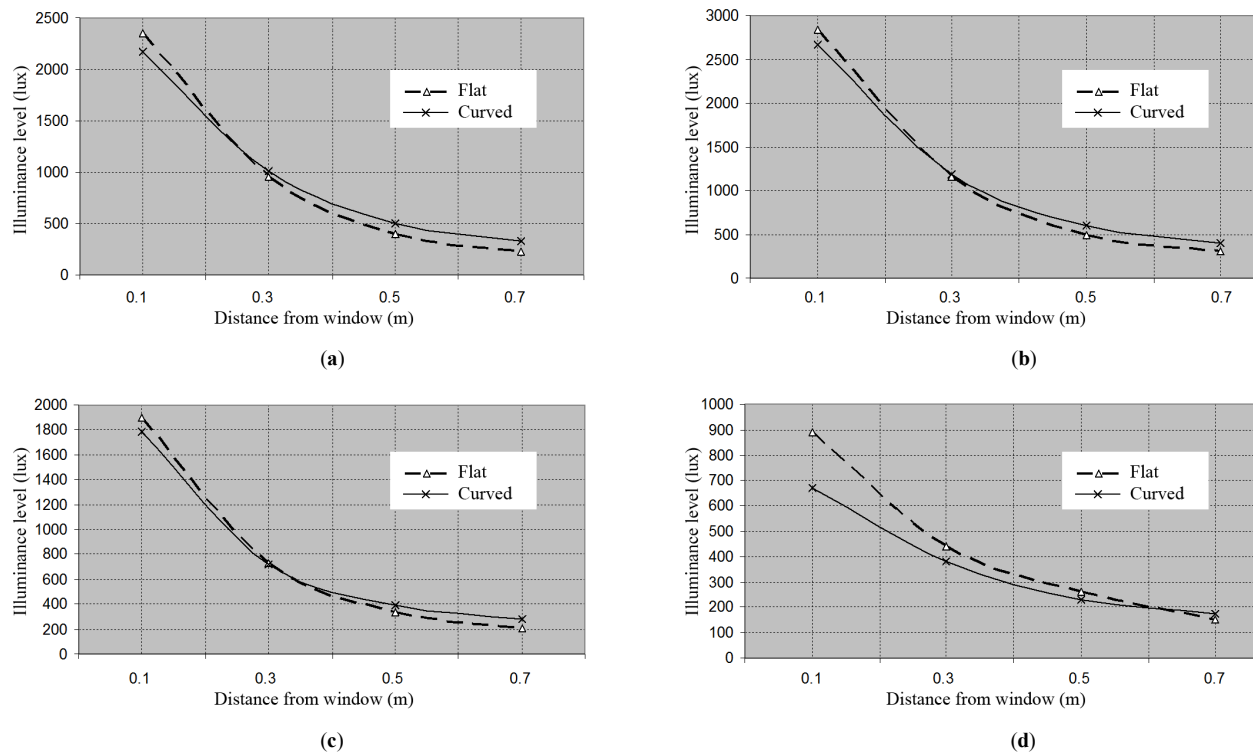 2500
2000
1500
1000
500
0
Illuminance level (lux)
Flat
Curved
0.1 0.3 0.5 0.7
Distance from window (m)
(a)
3000
2500
2000
1500
1000
500
0
Illuminance level (lux)
Flat
Curved
0.1 0.3 0.5 0.7
Distance from window (m)
(b)
2000
1800
1600
1400
1200
1000
800
600
400
200
0
Illuminance level (lux)
Flat
Curved
0.1 0.3 0.5 0.7
Distance from window (m)
(c)
1000
900
800
700
600
500
400
300
200
100
0
Illuminance level (lux)
Flat
Curved
0.1 0.3 0.5 0.7
Distance from window (m)
(d)